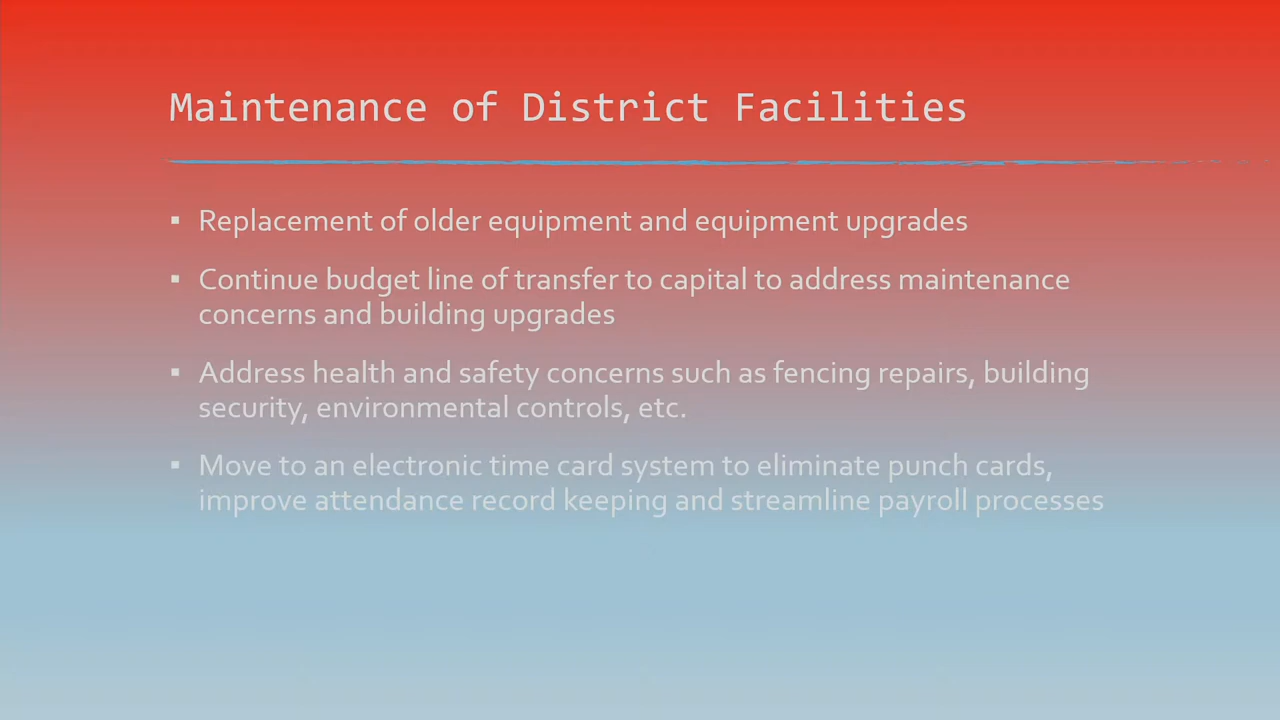 Maintenance of District Facilities
▪ Replacement of older equipment and equipment upgrades
▪ Continue budget line of transfer to capital to address maintenance
concerns and building upgrades
▪ Address health and safety concerns such as fencing repairs, building
security, environmental controls, etc.
▪ Move to an electronic time card system to eliminate punch cards,
improve attendance record keeping and streamline payroll processes